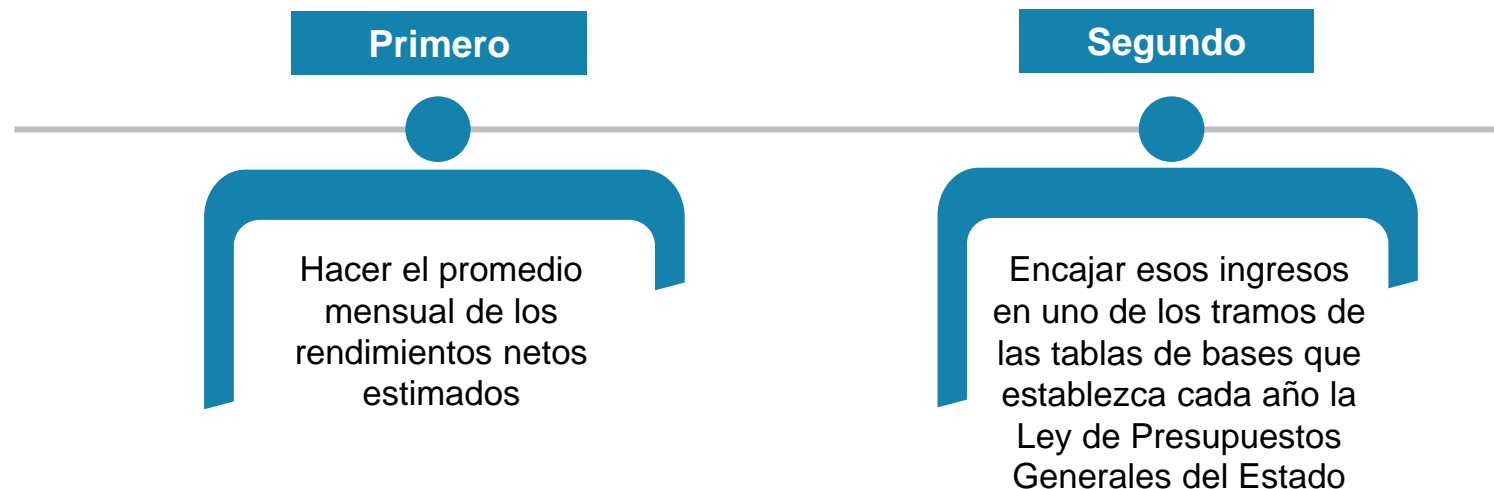 Primero
Hacer el promedio
mensual de los
rendimientos netos
estimados
Segundo
Encajar esos ingresos
en uno de los tramos de
las tablas de bases que
establezca cada año la
Ley de Presupuestos
Generales del Estado